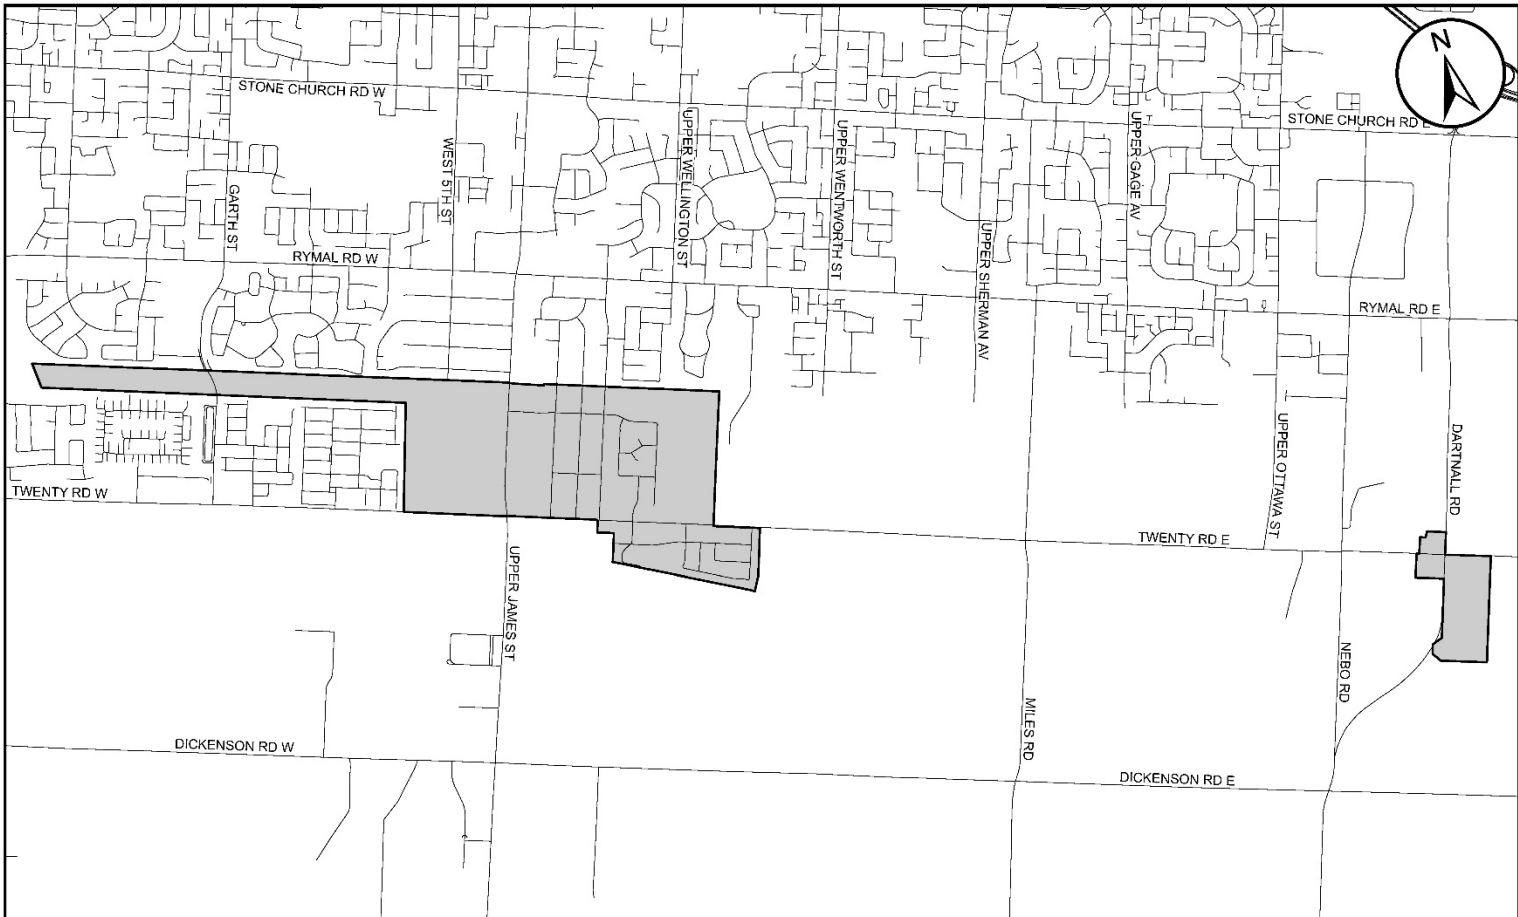 N
STONE CHURCH RD W
STONE CHURCH RD E
UPPER WELLINGTON ST
UPPER WENTWORTH ST
UPPER GAGE AV
WEST 5TH ST
GARTH ST
UPPER SHERMAN AV
RYMAL RD W
RYMAL RD E
UPPER OTTAWA ST
DARTNALL RD
TWENTY RD W
TWENTY RD E
UPPER JAMES ST
NEBO RD
MILES RD
DICKENSON RD W
DICKENSON RD E